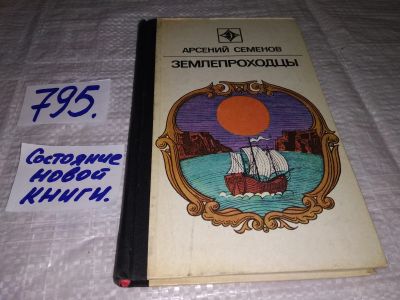 795.
Состояние
новой
книги.
АРСЕНИЙ СЕМЕНОВ
ЗЕМЛЕПРОХОДЦЫ